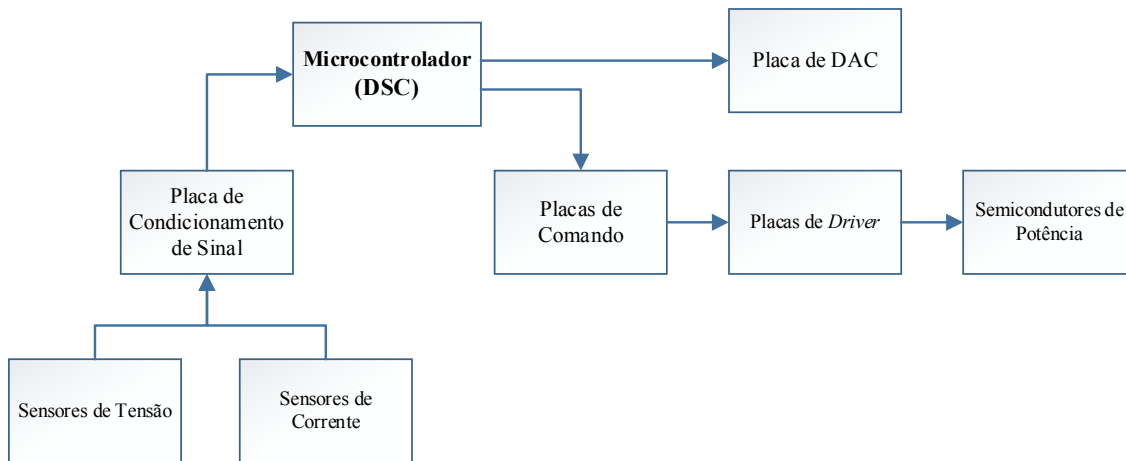 Microcontrolador
(DSC)
Placa de DAC
Placa de
Condicionamento
de Sinal
Placas de
Comando
Placas de Driver
Semicondutores de
Potência
Sensores de Tensão
Sensores de
Corrente